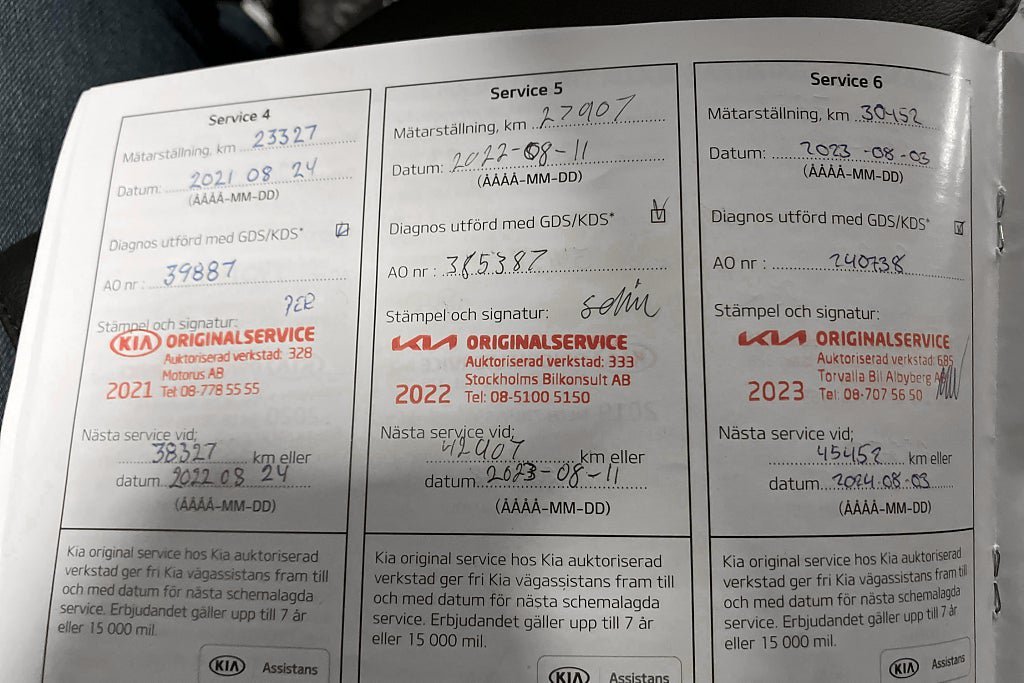 Service 4
Mätarställning, km 23327
Datum: 2021 08 24
(ÅÅÅÅ-MM-DD)
Diagnos utförd med GDS/KDS*
AO nr : 39887
Stämpel och signatur:
KIA ORIGINALSERVICE
Auktoriserad verkstad: 328
Motorus AB
2021 Tel: 08-778 55 55
Nästa service vid;
38327 km eller
datum 2022 08 24
(ÅÅÅÅ-MM-DD)
Kia original service hos Kia auktoriserad
verkstad ger fri Kia vägassistans fram till
och med datum för nästa schemalagda
service. Erbjudandet gäller upp till 7 år
eller 15 000 mil.
KIA Assistans
Service 5
Mätarställning, km 27907
Datum: 2022-08-11
(ÅÅÅÅ-MM-DD)
Diagnos utförd med GDS/KDS*
AO nr : 385387
Stämpel och signatur:
KIA ORIGINALSERVICE
Auktoriserad verkstad: 333
Stockholms Bilkonsult AB
2022 Tel: 08-5100 5150
Nästa service vid;
42907 km eller
datum 2023-08-11
(ÅÅÅÅ-MM-DD)
Kia original service hos Kia auktoriserad
verkstad ger fri Kia vägassistans fram till
och med datum för nästa schemalagda
service. Erbjudandet gäller upp till 7 år
eller 15 000 mil.
KIA Assistans
Service 6
Mätarställning, km 30452
Datum: 2023-08-03
(ÅÅÅÅ-MM-DD)
Diagnos utförd med GDS/KDS*
AO nr : 240738
Stämpel och signatur:
KIA ORIGINALSERVICE
Auktoriserad verkstad: 685
Torvalla Bil Albyberg AB
2023 Tel: 08-707 56 50
Nästa service vid;
45452 km eller
datum 2024-08-03
(ÅÅÅÅ-MM-DD)
Kia original service hos Kia auktoriserad
verkstad ger fri Kia vägassistans fram till
och med datum för nästa schemalagda
service. Erbjudandet gäller upp till 7 år
eller 15 000 mil.
KIA Assistans